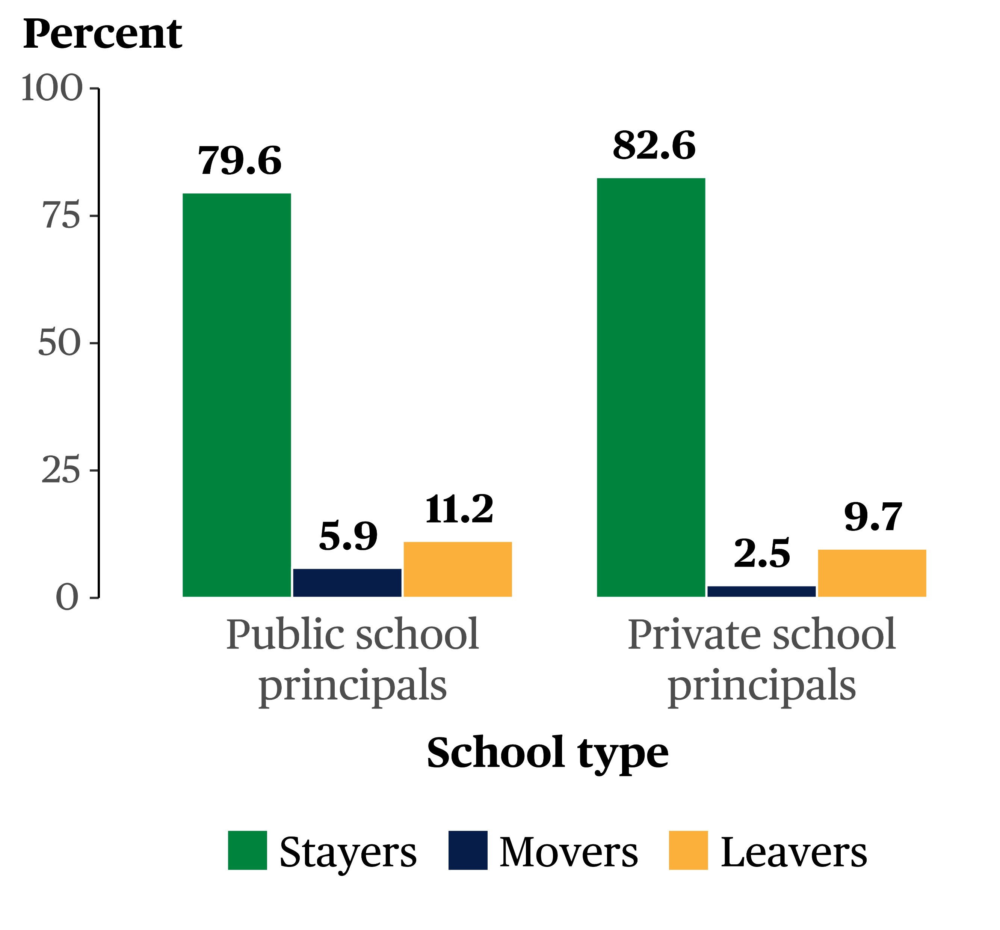 Percent
100
75
50
25
0
79.6
5.9
11.2
82.6
2.5
9.7
Public school
principals
Private school
principals
School type
Stayers
Movers
Leavers